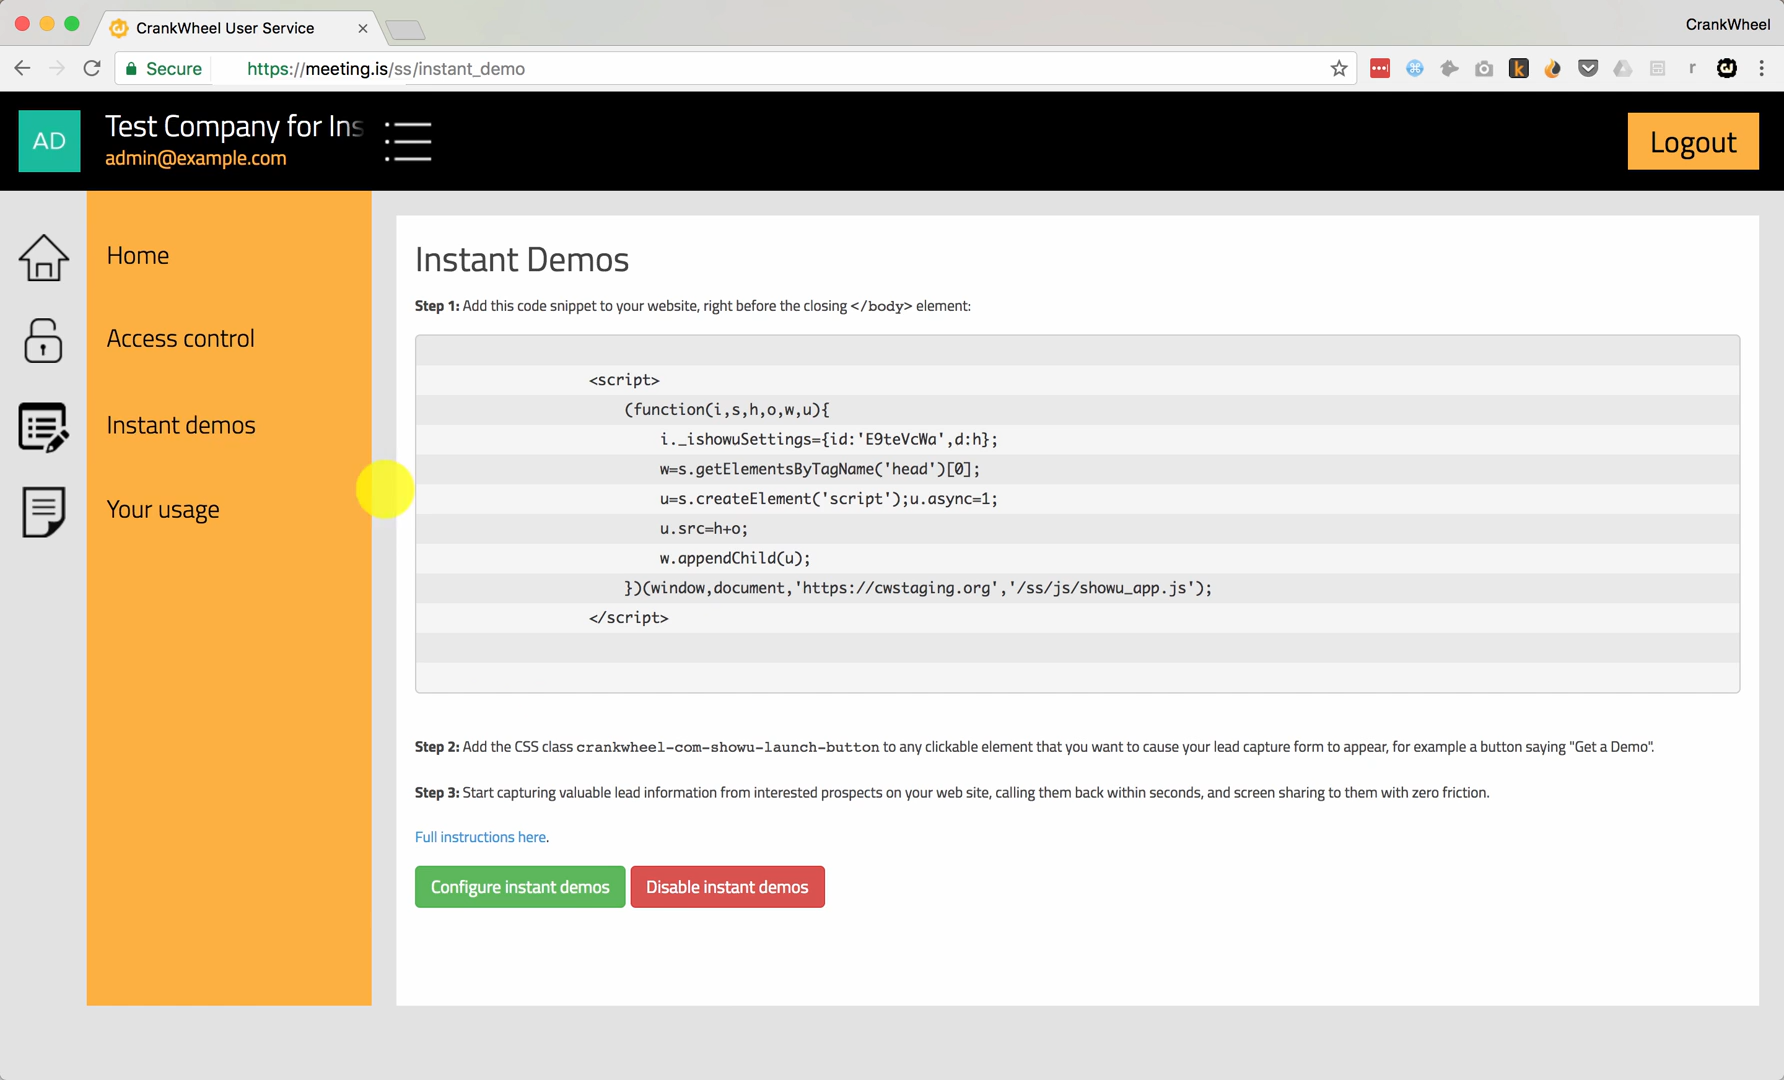 CrankWheel User Service
CrankWheel
Secure
https://meeting.is/ss/instant_demo
AD
Test Company for Ins
admin@example.com
Logout
Home
Access control
Instant demos
Your usage
Instant Demos
Step 1: Add this code snippet to your website, right before the closing </body> element:
<script>
(function(i,s,h,o,w,u){
i._ishowuSettings={id:'E9teVcWa',d:h};
w=s.getElementsByTagName('head')[0];
u=s.createElement('script');u.async=1;
u.src=h+o;
w.appendChild(u);
})(window,document,'https://cwstaging.org','/ss/js/showu_app.js');
</script>
Step 2: Add the CSS class crankwheel-com-showu-launch-button to any clickable element that you want to cause your lead capture form to appear, for example a button saying "Get a Demo".
Step 3: Start capturing valuable lead information from interested prospects on your web site, calling them back within seconds, and screen sharing to them with zero friction.
Full instructions here.
Configure instant demos
Disable instant demos